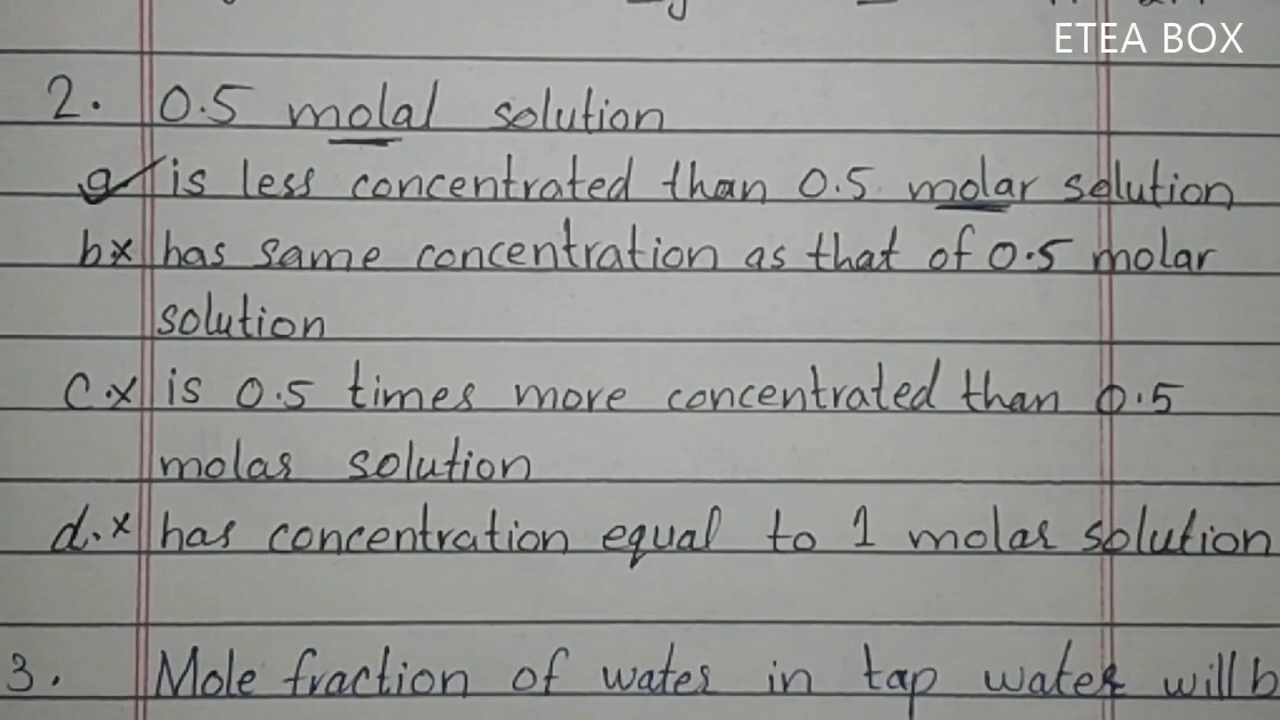 ETEA BOX
2. 0.5 molal solution
a is less concentrated than 0.5 molar solution
bx has same concentration as that of 0.5 molar
solution
c.x is 0.5 times more concentrated than 0.5
molar solution
d.x has concentration equal to 1 molar solution
3. Mole fraction of water in tap water will b